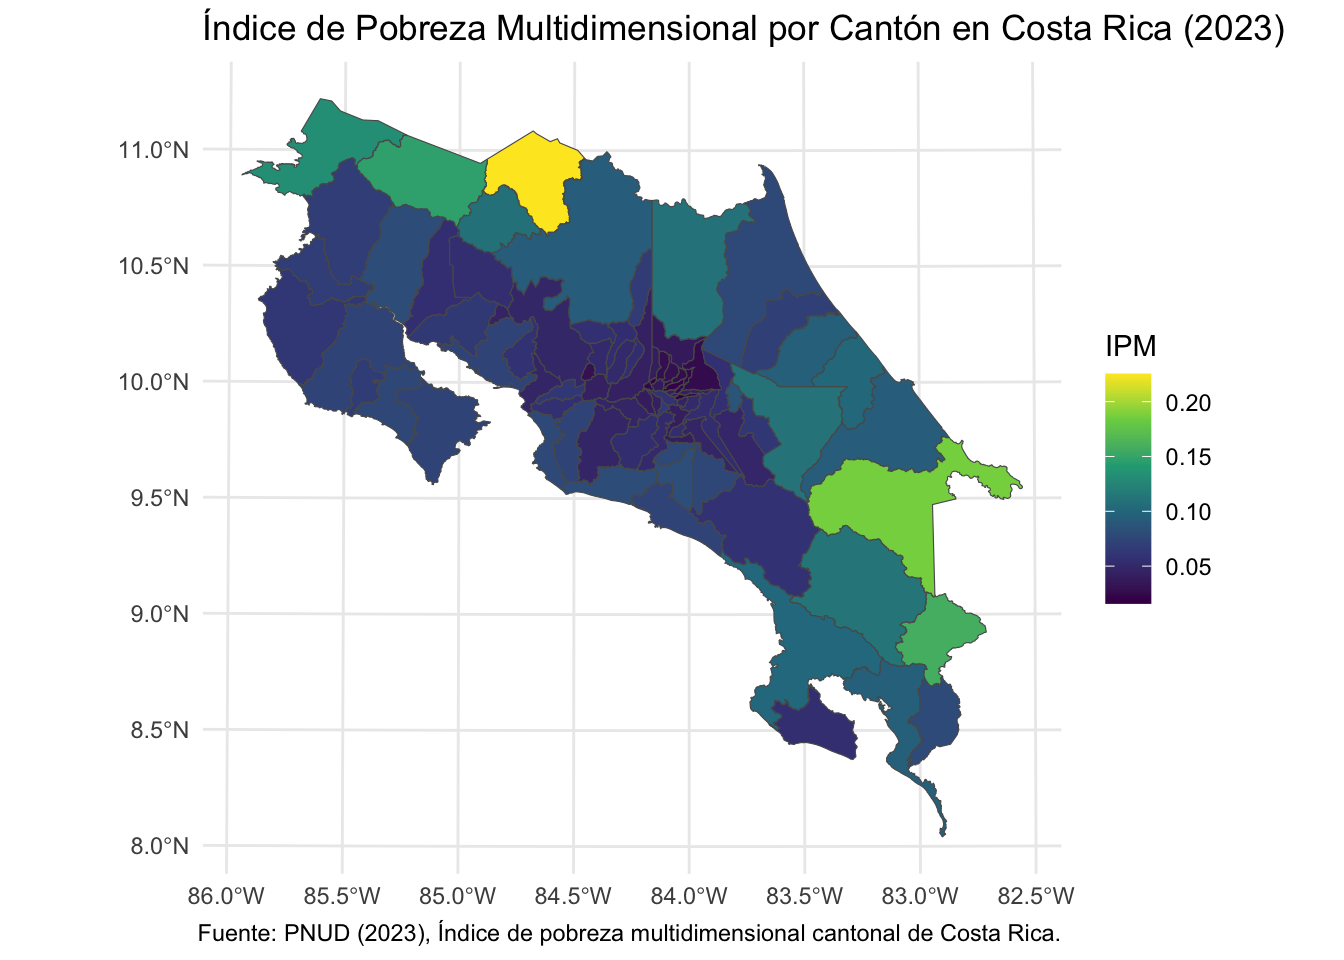 Índice de Pobreza Multidimensional por Cantón en Costa Rica (2023)
11.0°N
10.5°N
10.0°N
9.5°N
9.0°N
8.5°N
8.0°N
86.0°W 85.5°W 85.0°W 84.5°W 84.0°W 83.5°W 83.0°W 82.5°W
IPM
0.20
0.15
0.10
0.05
Fuente: PNUD (2023), Índice de pobreza multidimensional cantonal de Costa Rica.